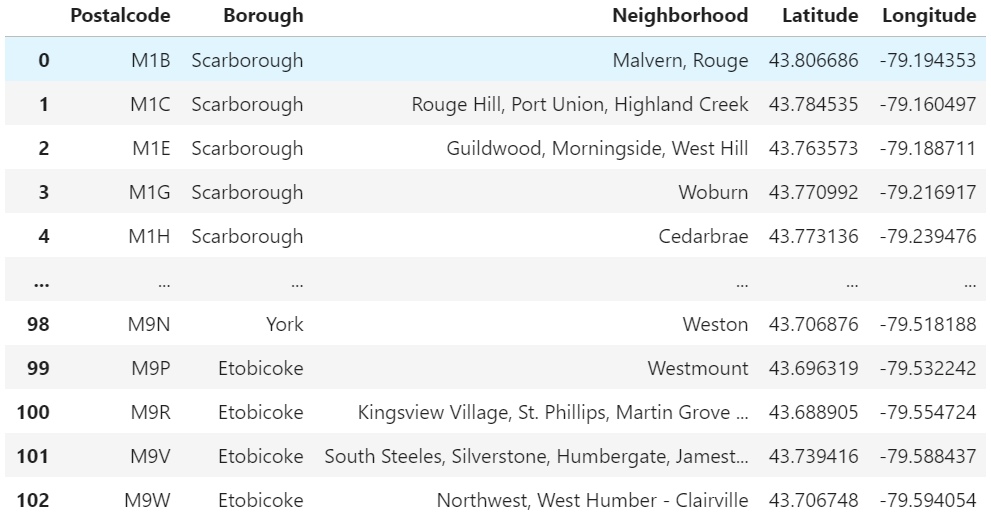 Postalcode Borough Neighborhood Latitude Longitude
0 M1B Scarborough Malvern, Rouge 43.806686 -79.194353
1 M1C Scarborough Rouge Hill, Port Union, Highland Creek 43.784535 -79.160497
2 M1E Scarborough Guildwood, Morningside, West Hill 43.763573 -79.188711
3 M1G Scarborough Woburn 43.770992 -79.216917
4 M1H Scarborough Cedarbrae 43.773136 -79.239476
... ... ... ... ... ...
98 M9N York Weston 43.706876 -79.518188
99 M9P Etobicoke Westmount 43.696319 -79.532242
100 M9R Etobicoke Kingsview Village, St. Phillips, Martin Grove ... 43.688905 -79.554724
101 M9V Etobicoke South Steeles, Silverstone, Humbergate, Jamest... 43.739416 -79.588437
102 M9W Etobicoke Northwest, West Humber - Clairville 43.706748 -79.594054